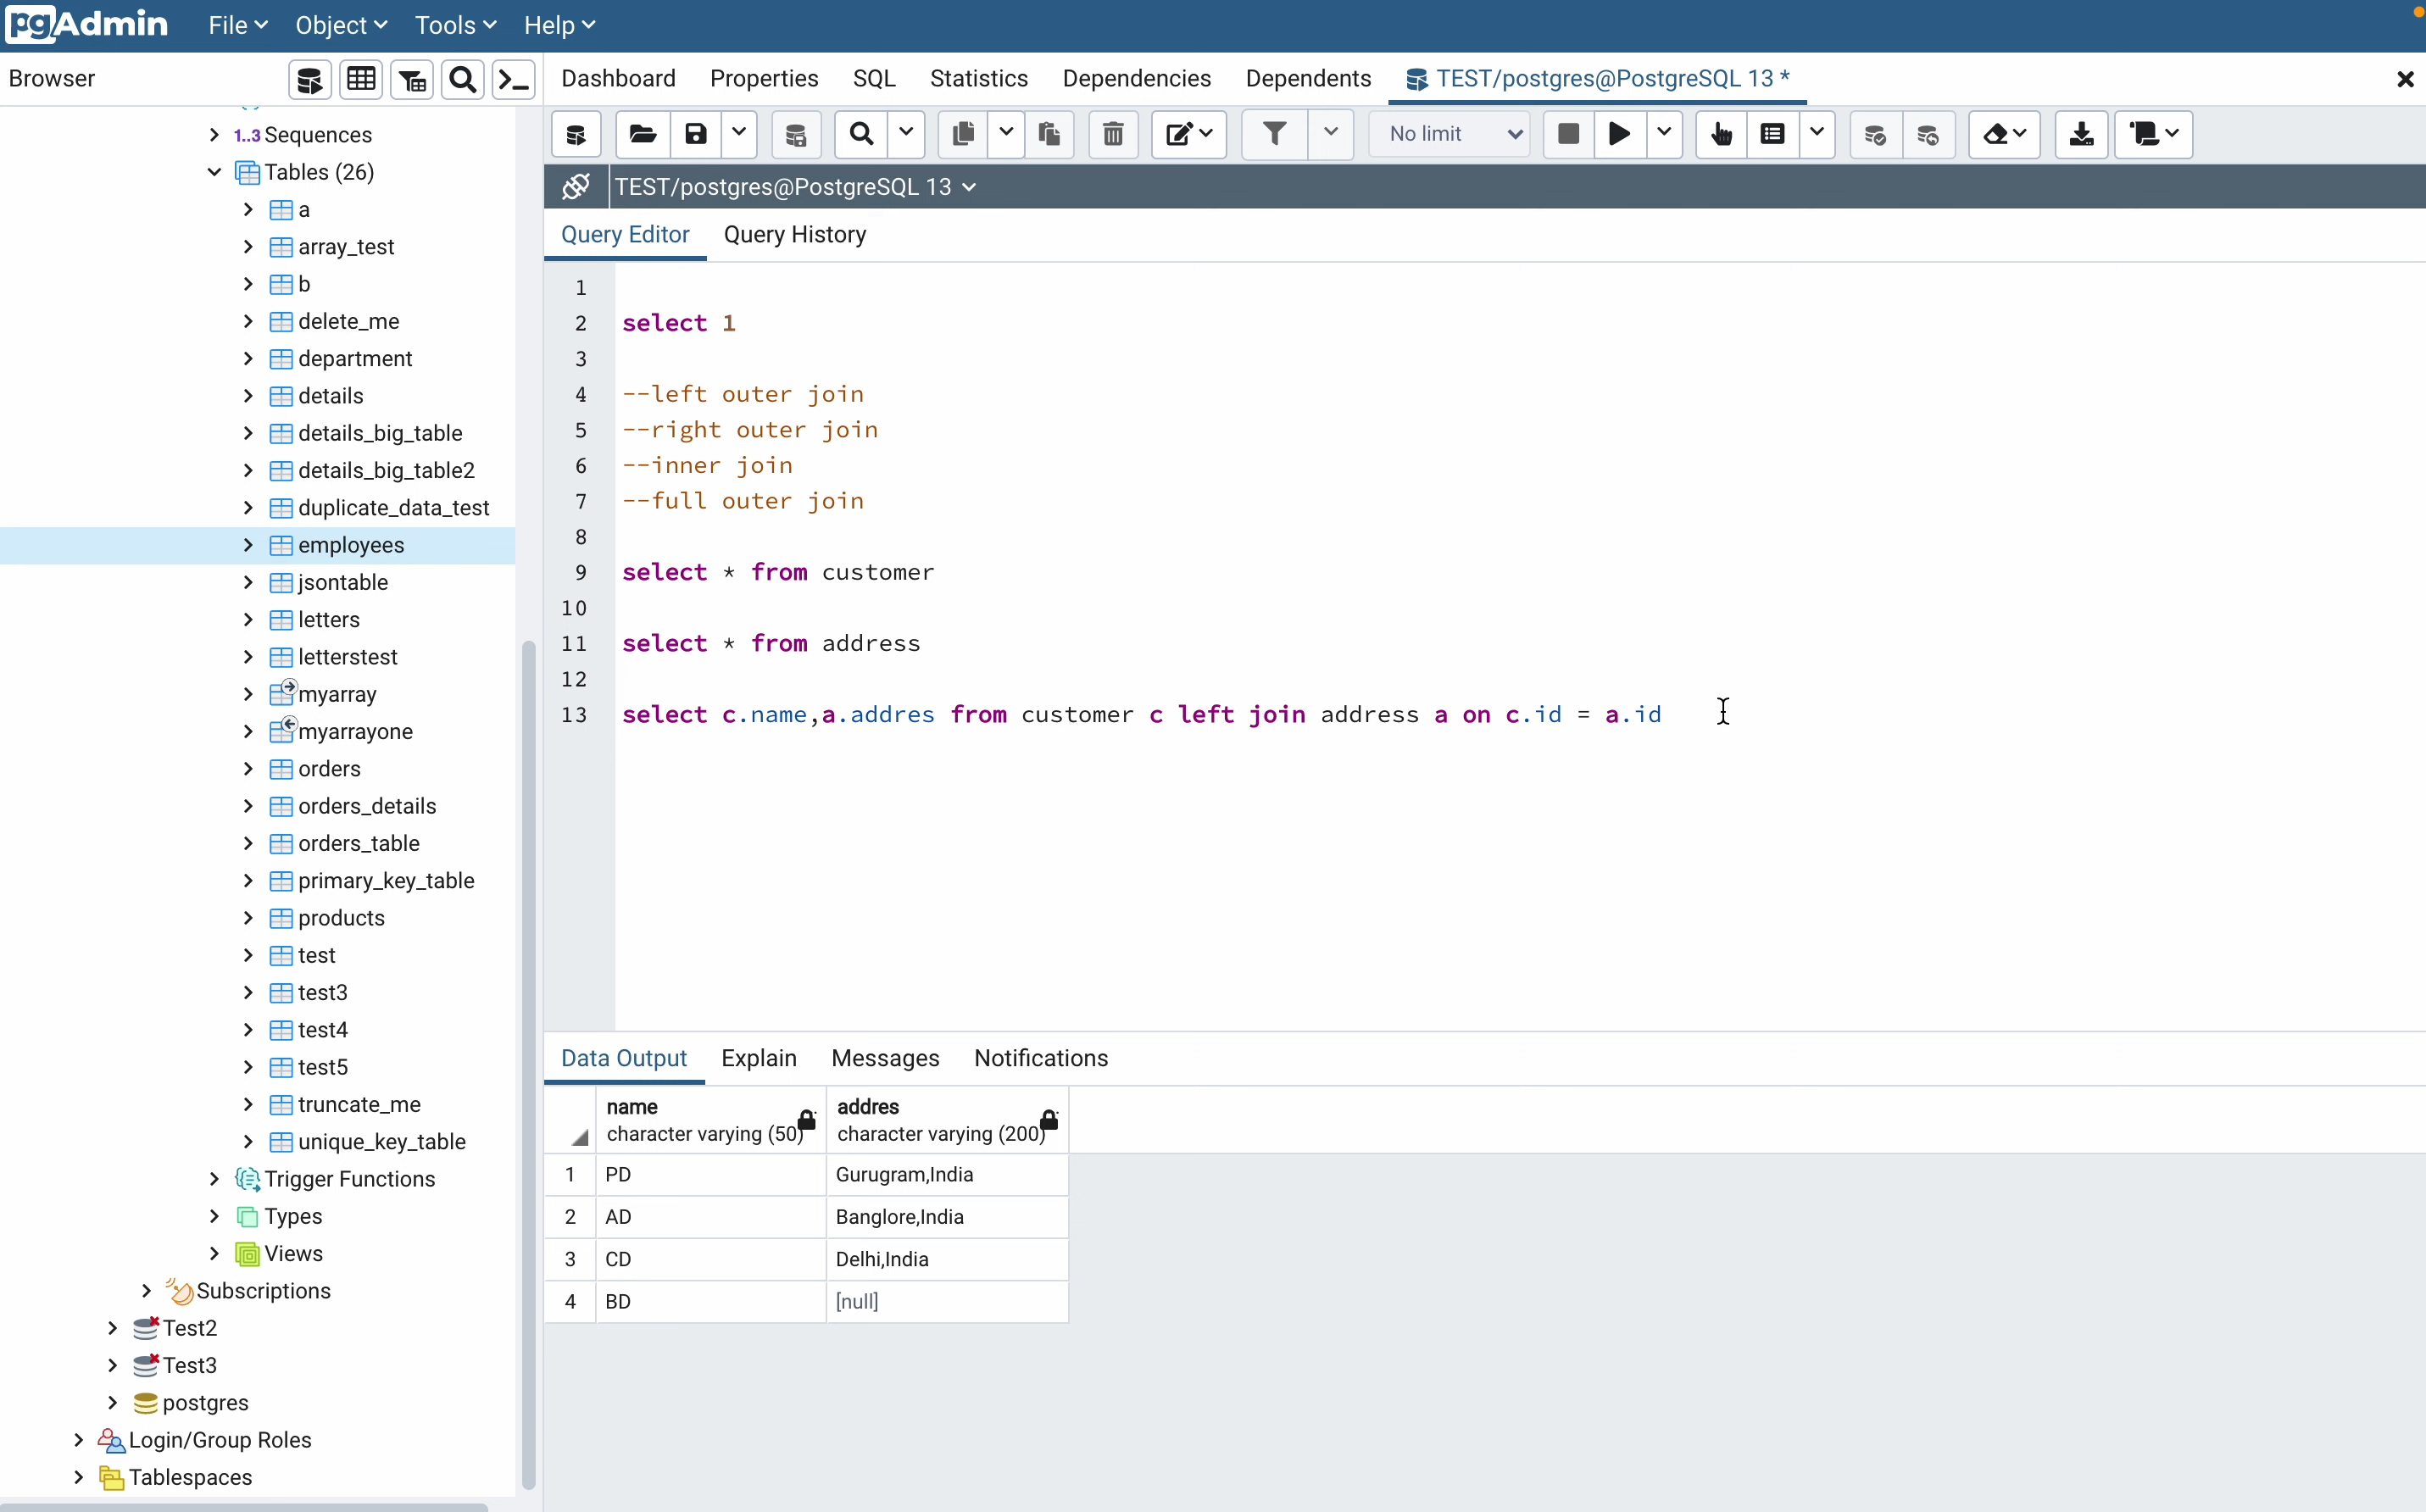 pgAdmin File Object Tools Help
Browser
Dashboard Properties SQL Statistics Dependencies Dependents TEST/postgres@PostgreSQL 13 *
1..3 Sequences
Tables (26)
a
array_test
b
delete_me
department
details
details_big_table
details_big_table2
duplicate_data_test
employees
jsontable
letters
letterstest
myarray
myarrayone
orders
orders_details
orders_table
primary_key_table
products
test
test3
test4
test5
truncate_me
unique_key_table
Trigger Functions
Types
Views
Subscriptions
Test2
Test3
postgres
Login/Group Roles
Tablespaces
No limit
TEST/postgres@PostgreSQL 13
Query Editor Query History
1
2 select 1
3
4 --left outer join
5 --right outer join
6 --inner join
7 --full outer join
8
9 select * from customer
10
11 select * from address
12
13 select c.name,a.addres from customer c left join address a on c.id = a.id
Data Output Explain Messages Notifications
name addres
character varying (50) character varying (200)
1 PD Gurugram,India
2 AD Banglore,India
3 CD Delhi,India
4 BD [null]